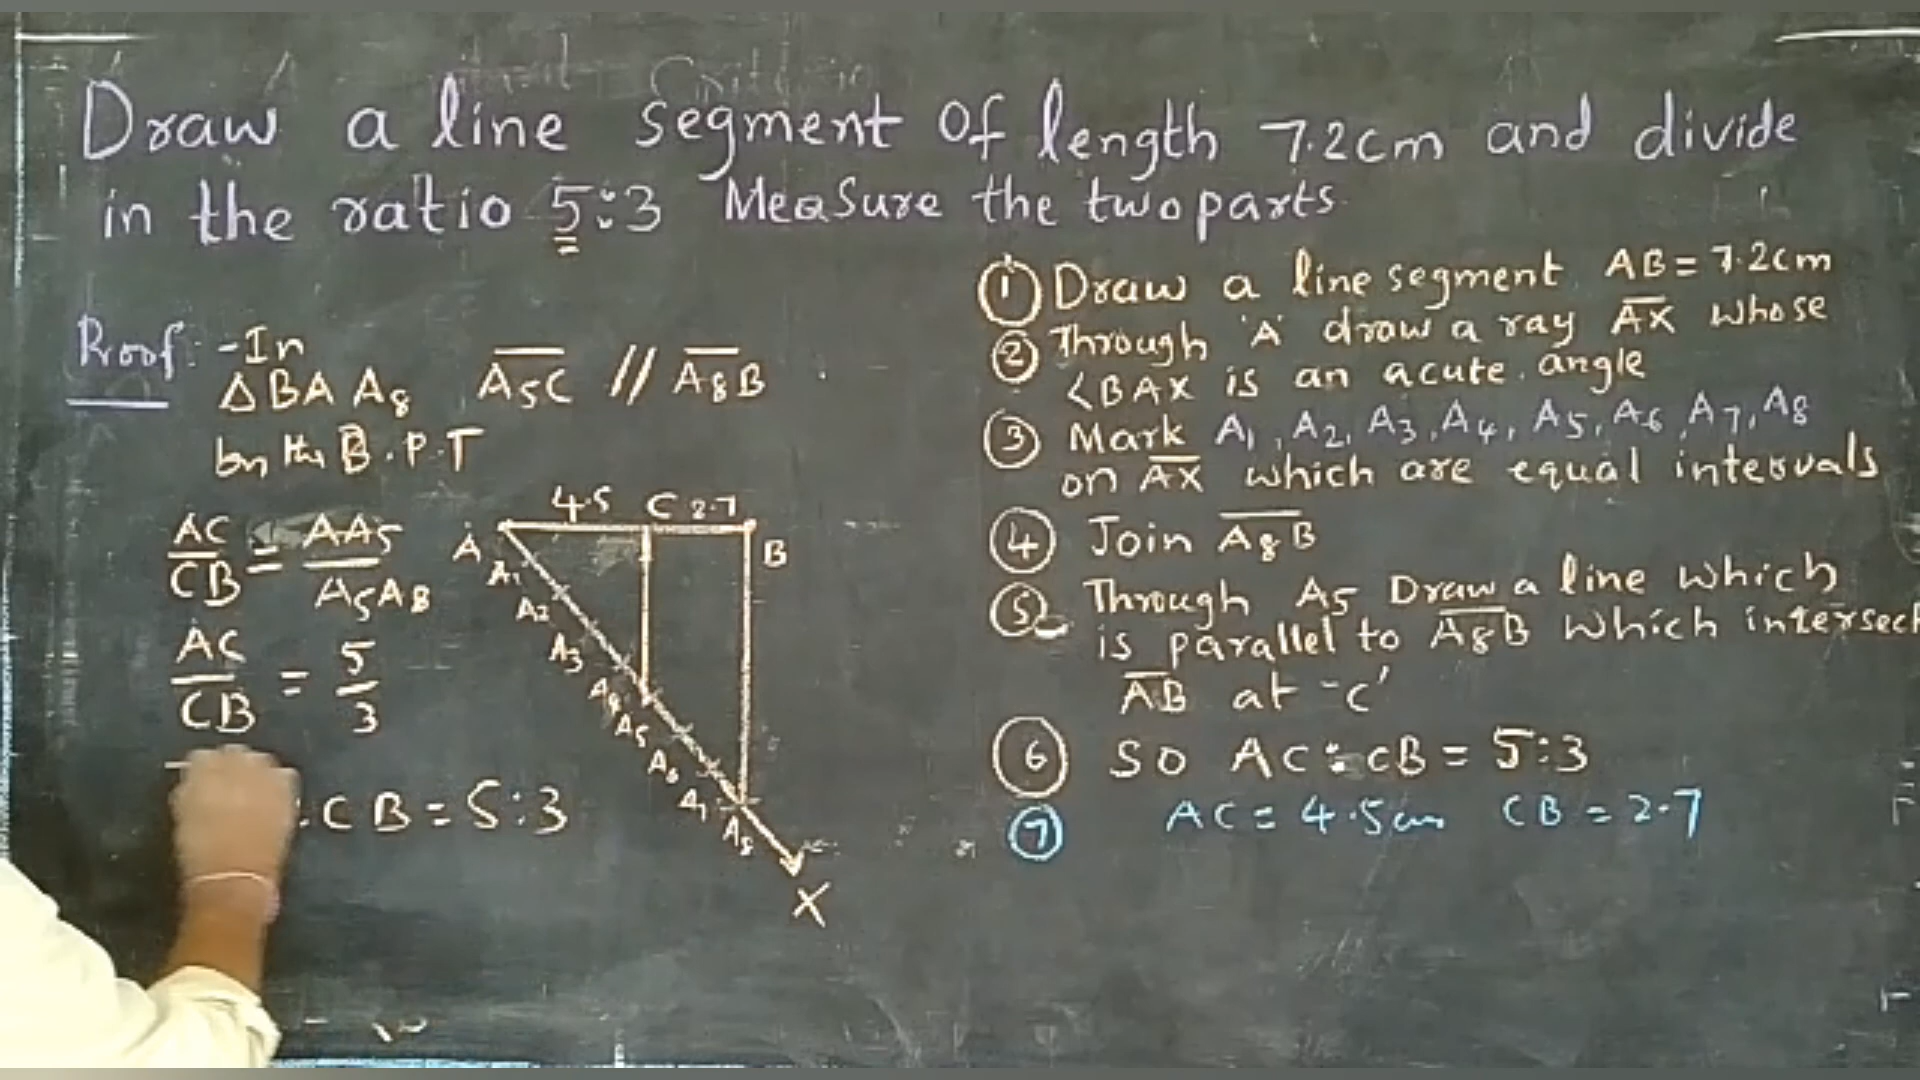 Draw a line segment of length 7.2cm and divide
in the ratio 5:3 Measure the two parts
Proof:- In
△BAA₈ A₅C // A₈B
by the B.P.T
AC/CB = AA₅/A₅A₈
AC/CB = 5/3
:CB = 5:3
4.5 C 2.7
A B
A₁
A₂
A₃
A₄
A₅
A₆
A₇
A₈
X
① Draw a line segment AB = 7.2cm
② Through 'A' draw a ray AX whose
∠BAX is an acute angle
③ Mark A₁, A₂, A₃, A₄, A₅, A₆, A₇, A₈
on AX which are equal intervals
④ Join A₈B
⑤ Through A₅ Draw a line which
is parallel to A₈B which intersect
AB at 'C'
⑥ So AC:CB = 5:3
⑦ AC = 4.5cm CB = 2.7